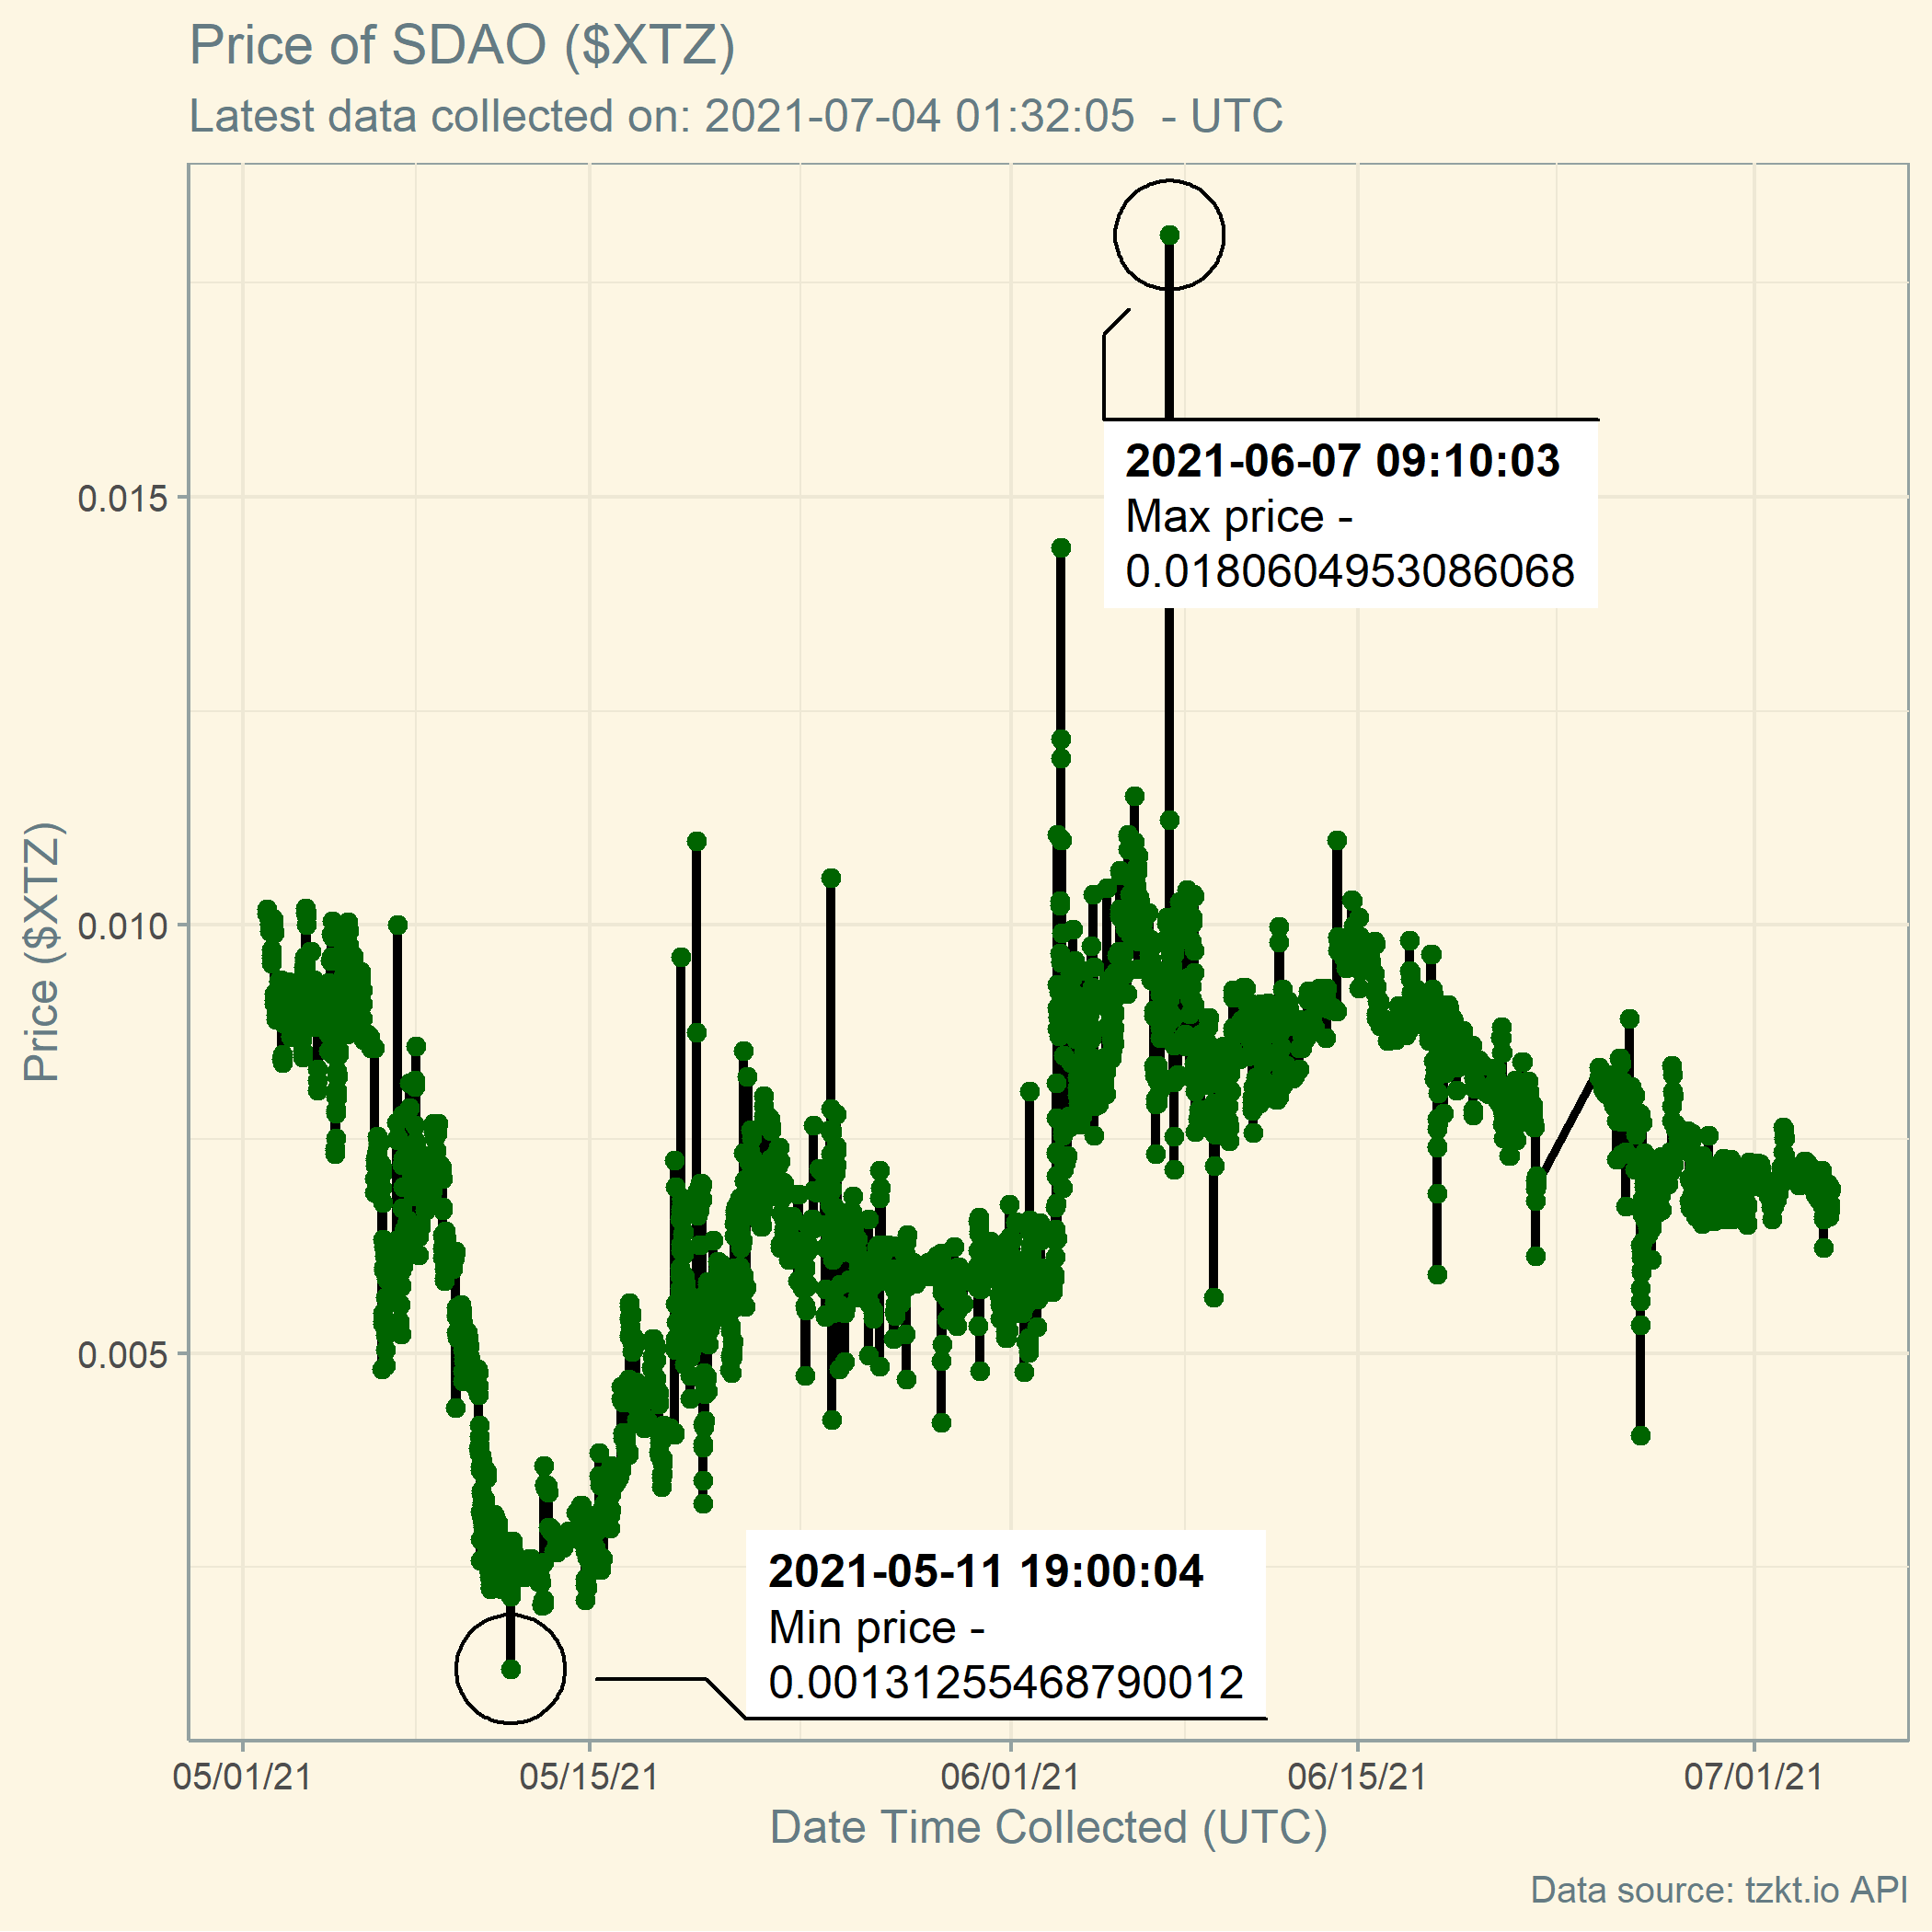 Price of SDAO ($XTZ)
Latest data collected on: 2021-07-04 01:32:05  - UTC
2021-06-07 09:10:03
Max price -
0.0180604953086068
0.015
0.010
0.005
Price ($XTZ)
2021-05-11 19:00:04
Min price -
0.00131255468790012
05/01/21
05/15/21
06/01/21
06/15/21
07/01/21
Date Time Collected (UTC)
Data source: tzkt.io API